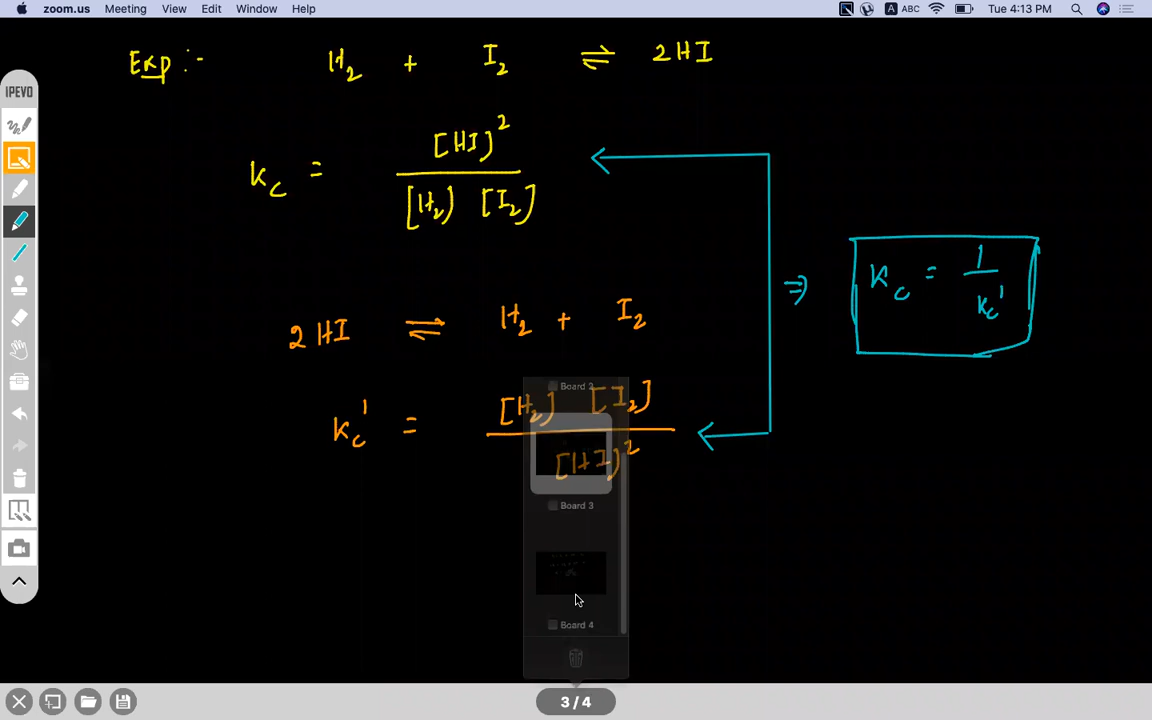 zoom.us Meeting View Edit Window Help
ABC Tue 4:13 PM
IPEVO
Exp :- H₂ + I₂ ⇌ 2HI
Kc = [HI]² / [H₂] [I₂]
2HI ⇌ H₂ + I₂
Kc' = [H₂] [I₂] / [HI]²
⇒ Kc = 1 / Kc'
Board 2
Board 3
Board 4
3 / 4